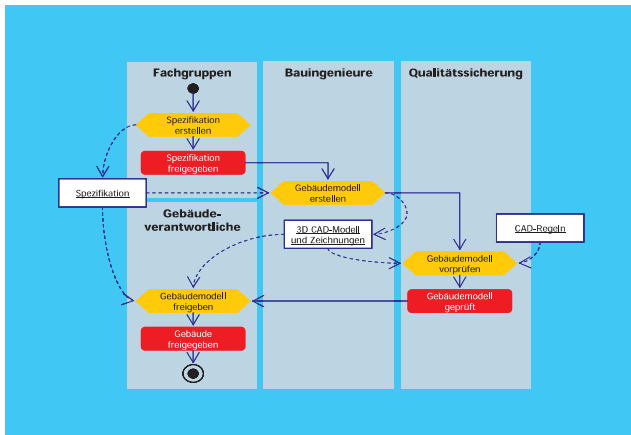 Fachgruppen
Bauingenieure
Qualitätssicherung
Spezifikation
erstellen
Spezifikation
freigegeben
Spezifikation
Gebäudemodell
erstellen
Gebäude-
verantwortliche
3D CAD-Modell
und Zeichnungen
CAD-Regeln
Gebäudemodell
vorprüfen
Gebäudemodell
freigeben
Gebäudemodell
geprüft
Gebäude
freigegeben